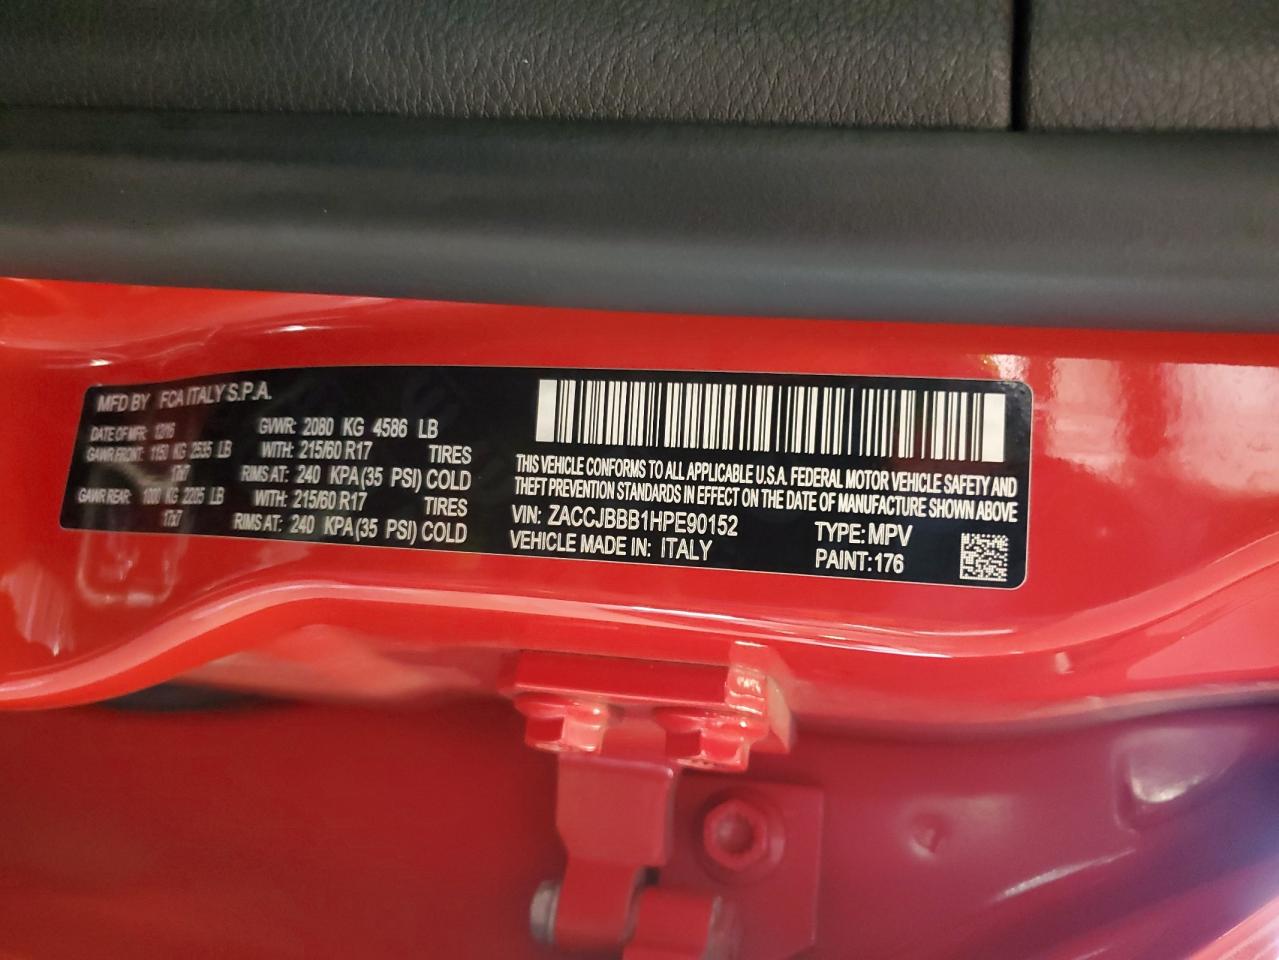 MFD BY FCA ITALY S.P.A.
DATE OF MFR: 12/16 GVWR: 2080 KG 4586 LB
GAWR FRONT: 1150 KG 2535 LB WITH: 215/60 R17 TIRES
17x7 RIMS AT: 240 KPA(35 PSI) COLD
GAWR REAR: 1000 KG 2205 LB WITH: 215/60 R17 TIRES
17x7 RIMS AT: 240 KPA(35 PSI) COLD
THIS VEHICLE CONFORMS TO ALL APPLICABLE U.S.A. FEDERAL MOTOR VEHICLE SAFETY AND
THEFT PREVENTION STANDARDS IN EFFECT ON THE DATE OF MANUFACTURE SHOWN ABOVE
VIN: ZACCJBBB1HPE90152 TYPE: MPV
VEHICLE MADE IN: ITALY PAINT: 176